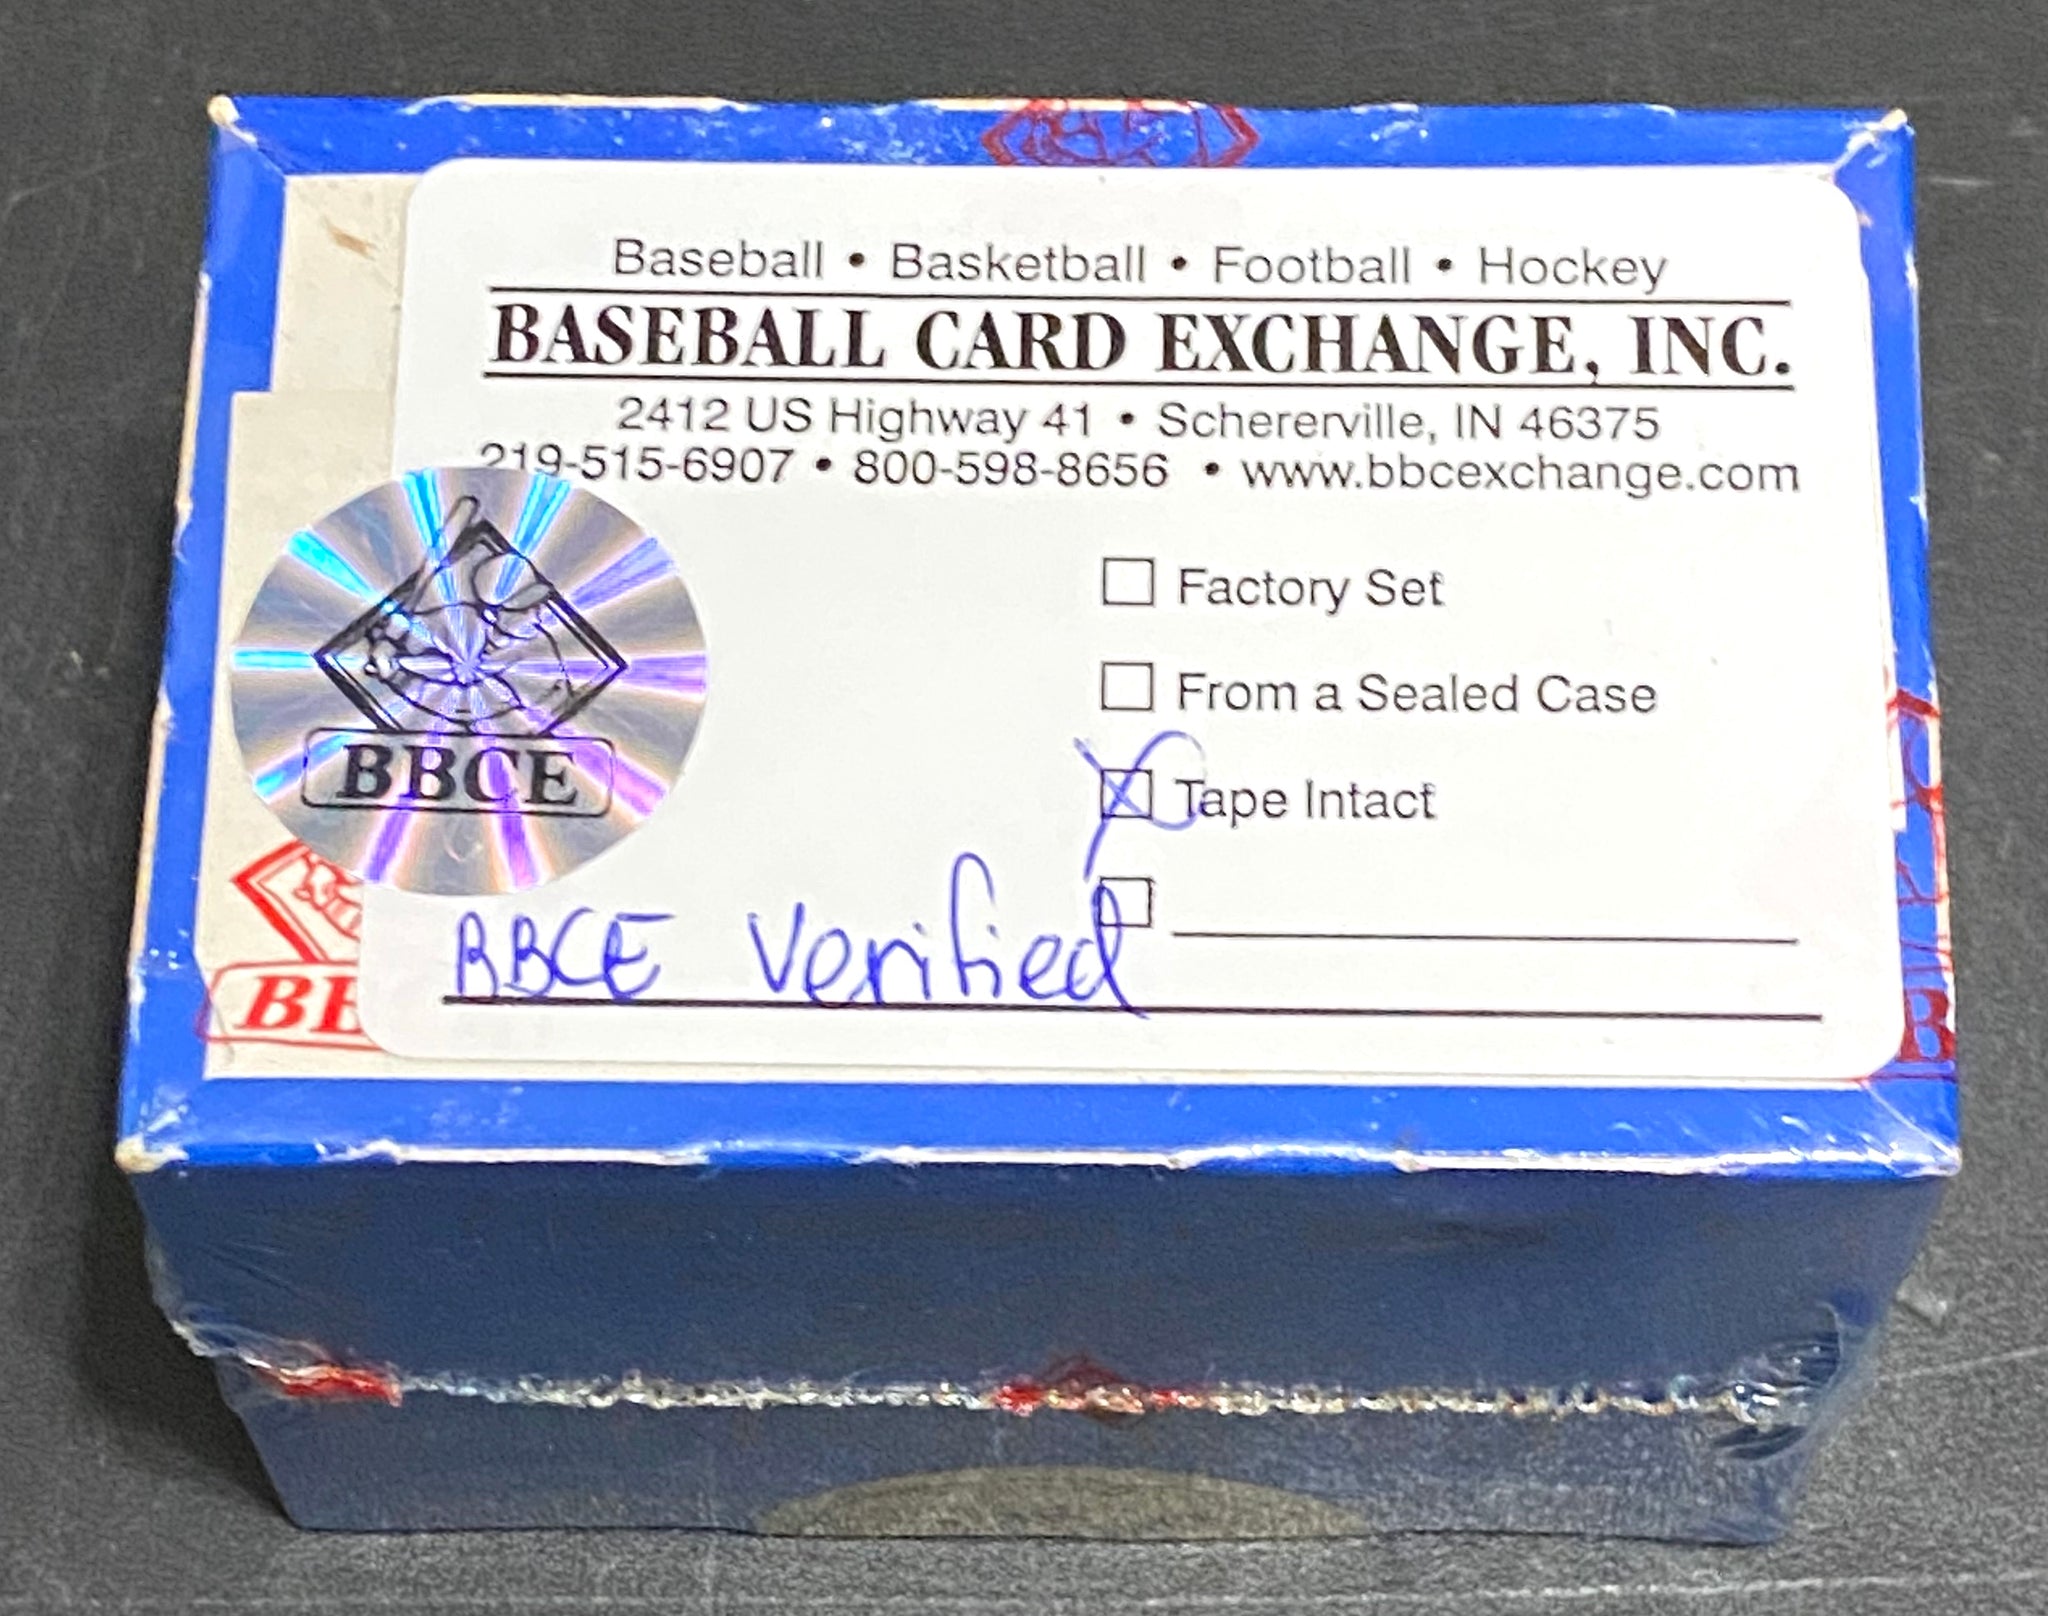 Baseball • Basketball • Football • Hockey
BASEBALL CARD EXCHANGE, INC.
2412 US Highway 41 • Schererville, IN 46375
219-515-6907 • 800-598-8656 • www.bbcexchange.com
Factory Set
From a Sealed Case
Tape Intact
BBCE
BBCE Verified